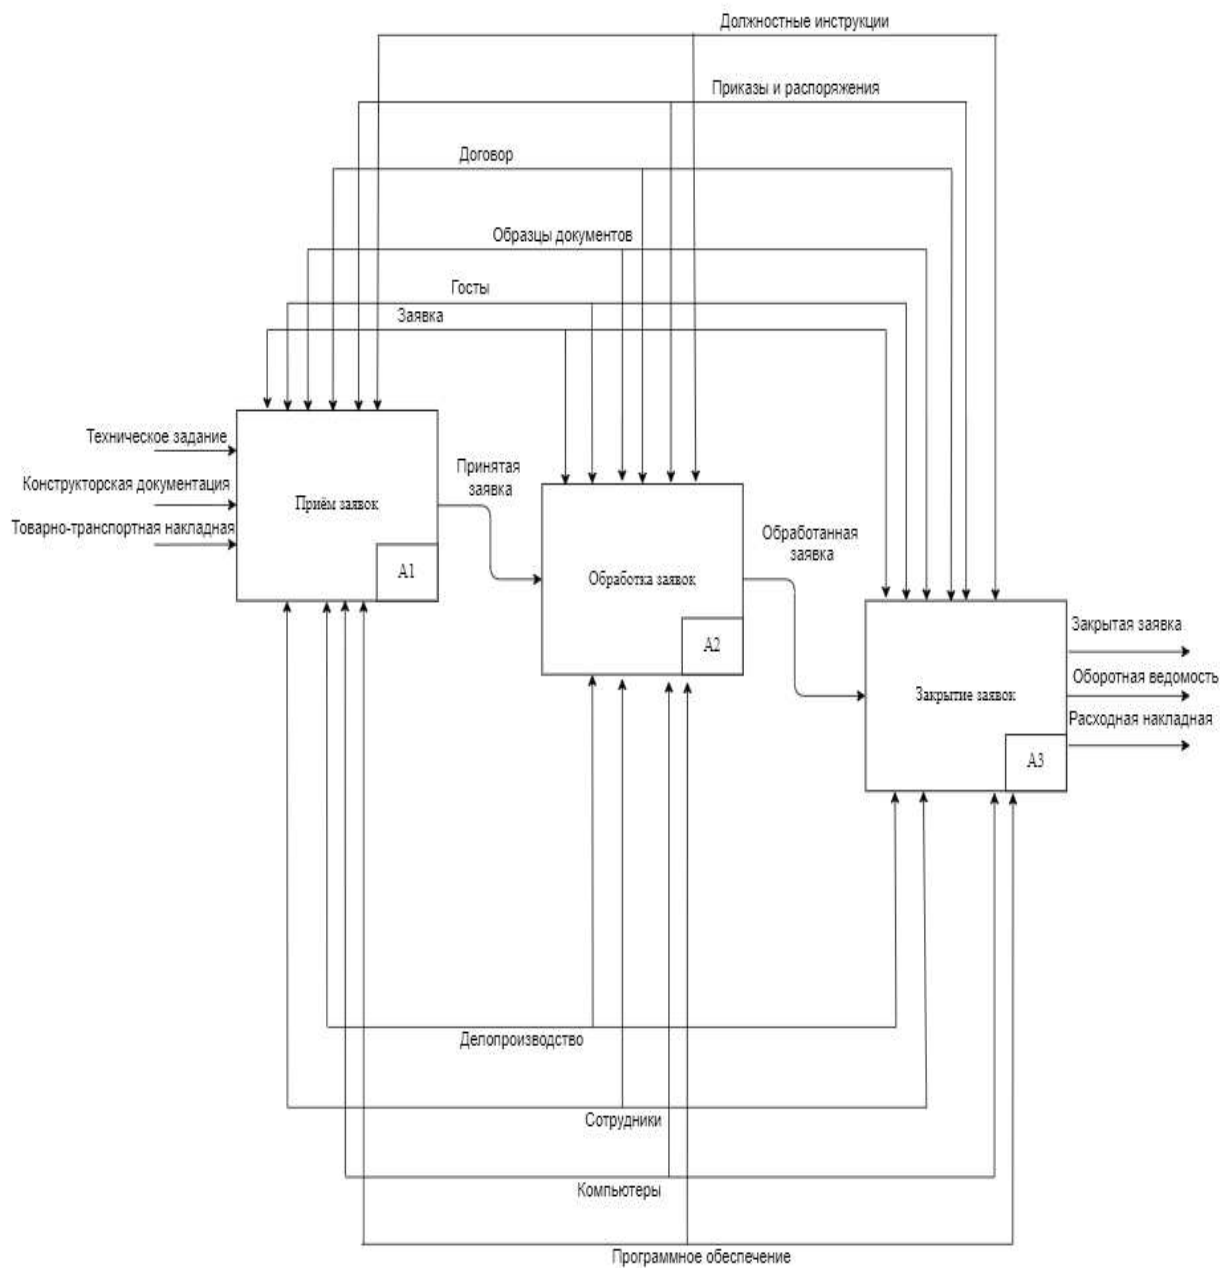 Должностные инструкции
Приказы и распоряжения
Договор
Образцы документов
Госты
Заявка
Техническое задание
Конструкторская документация
Товарно-транспортная накладная
Приём заявок
A1
Принятая
заявка
Обработка заявок
A2
Обработанная
заявка
Закрытие заявок
A3
Закрытая заявка
Оборотная ведомость
Расходная накладная
Делопроизводство
Сотрудники
Компьютеры
Программное обеспечение